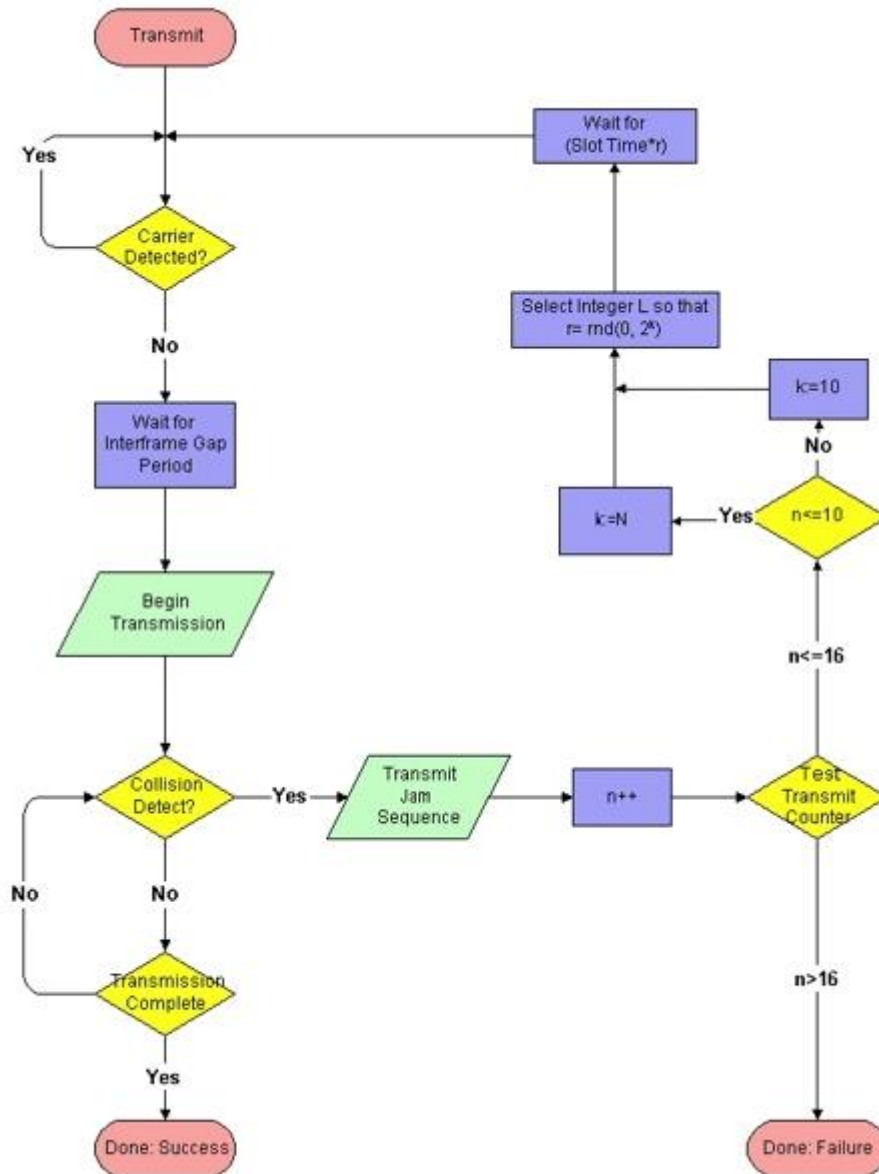 Transmit
Yes
Wait for
(Slot Time*r)
Carrier
Detected?
Select Integer L so that
r= rnd(0, 2ᵏ)
No
k:=10
Wait for
Interframe Gap
Period
No
k:=N
Yes
n<=10
Begin
Transmission
n<=16
Collision
Detect?
Yes
Transmit
Jam
Sequence
n++
Test
Transmit
Counter
No
No
Transmission
Complete
n>16
Yes
Done: Success
Done: Failure